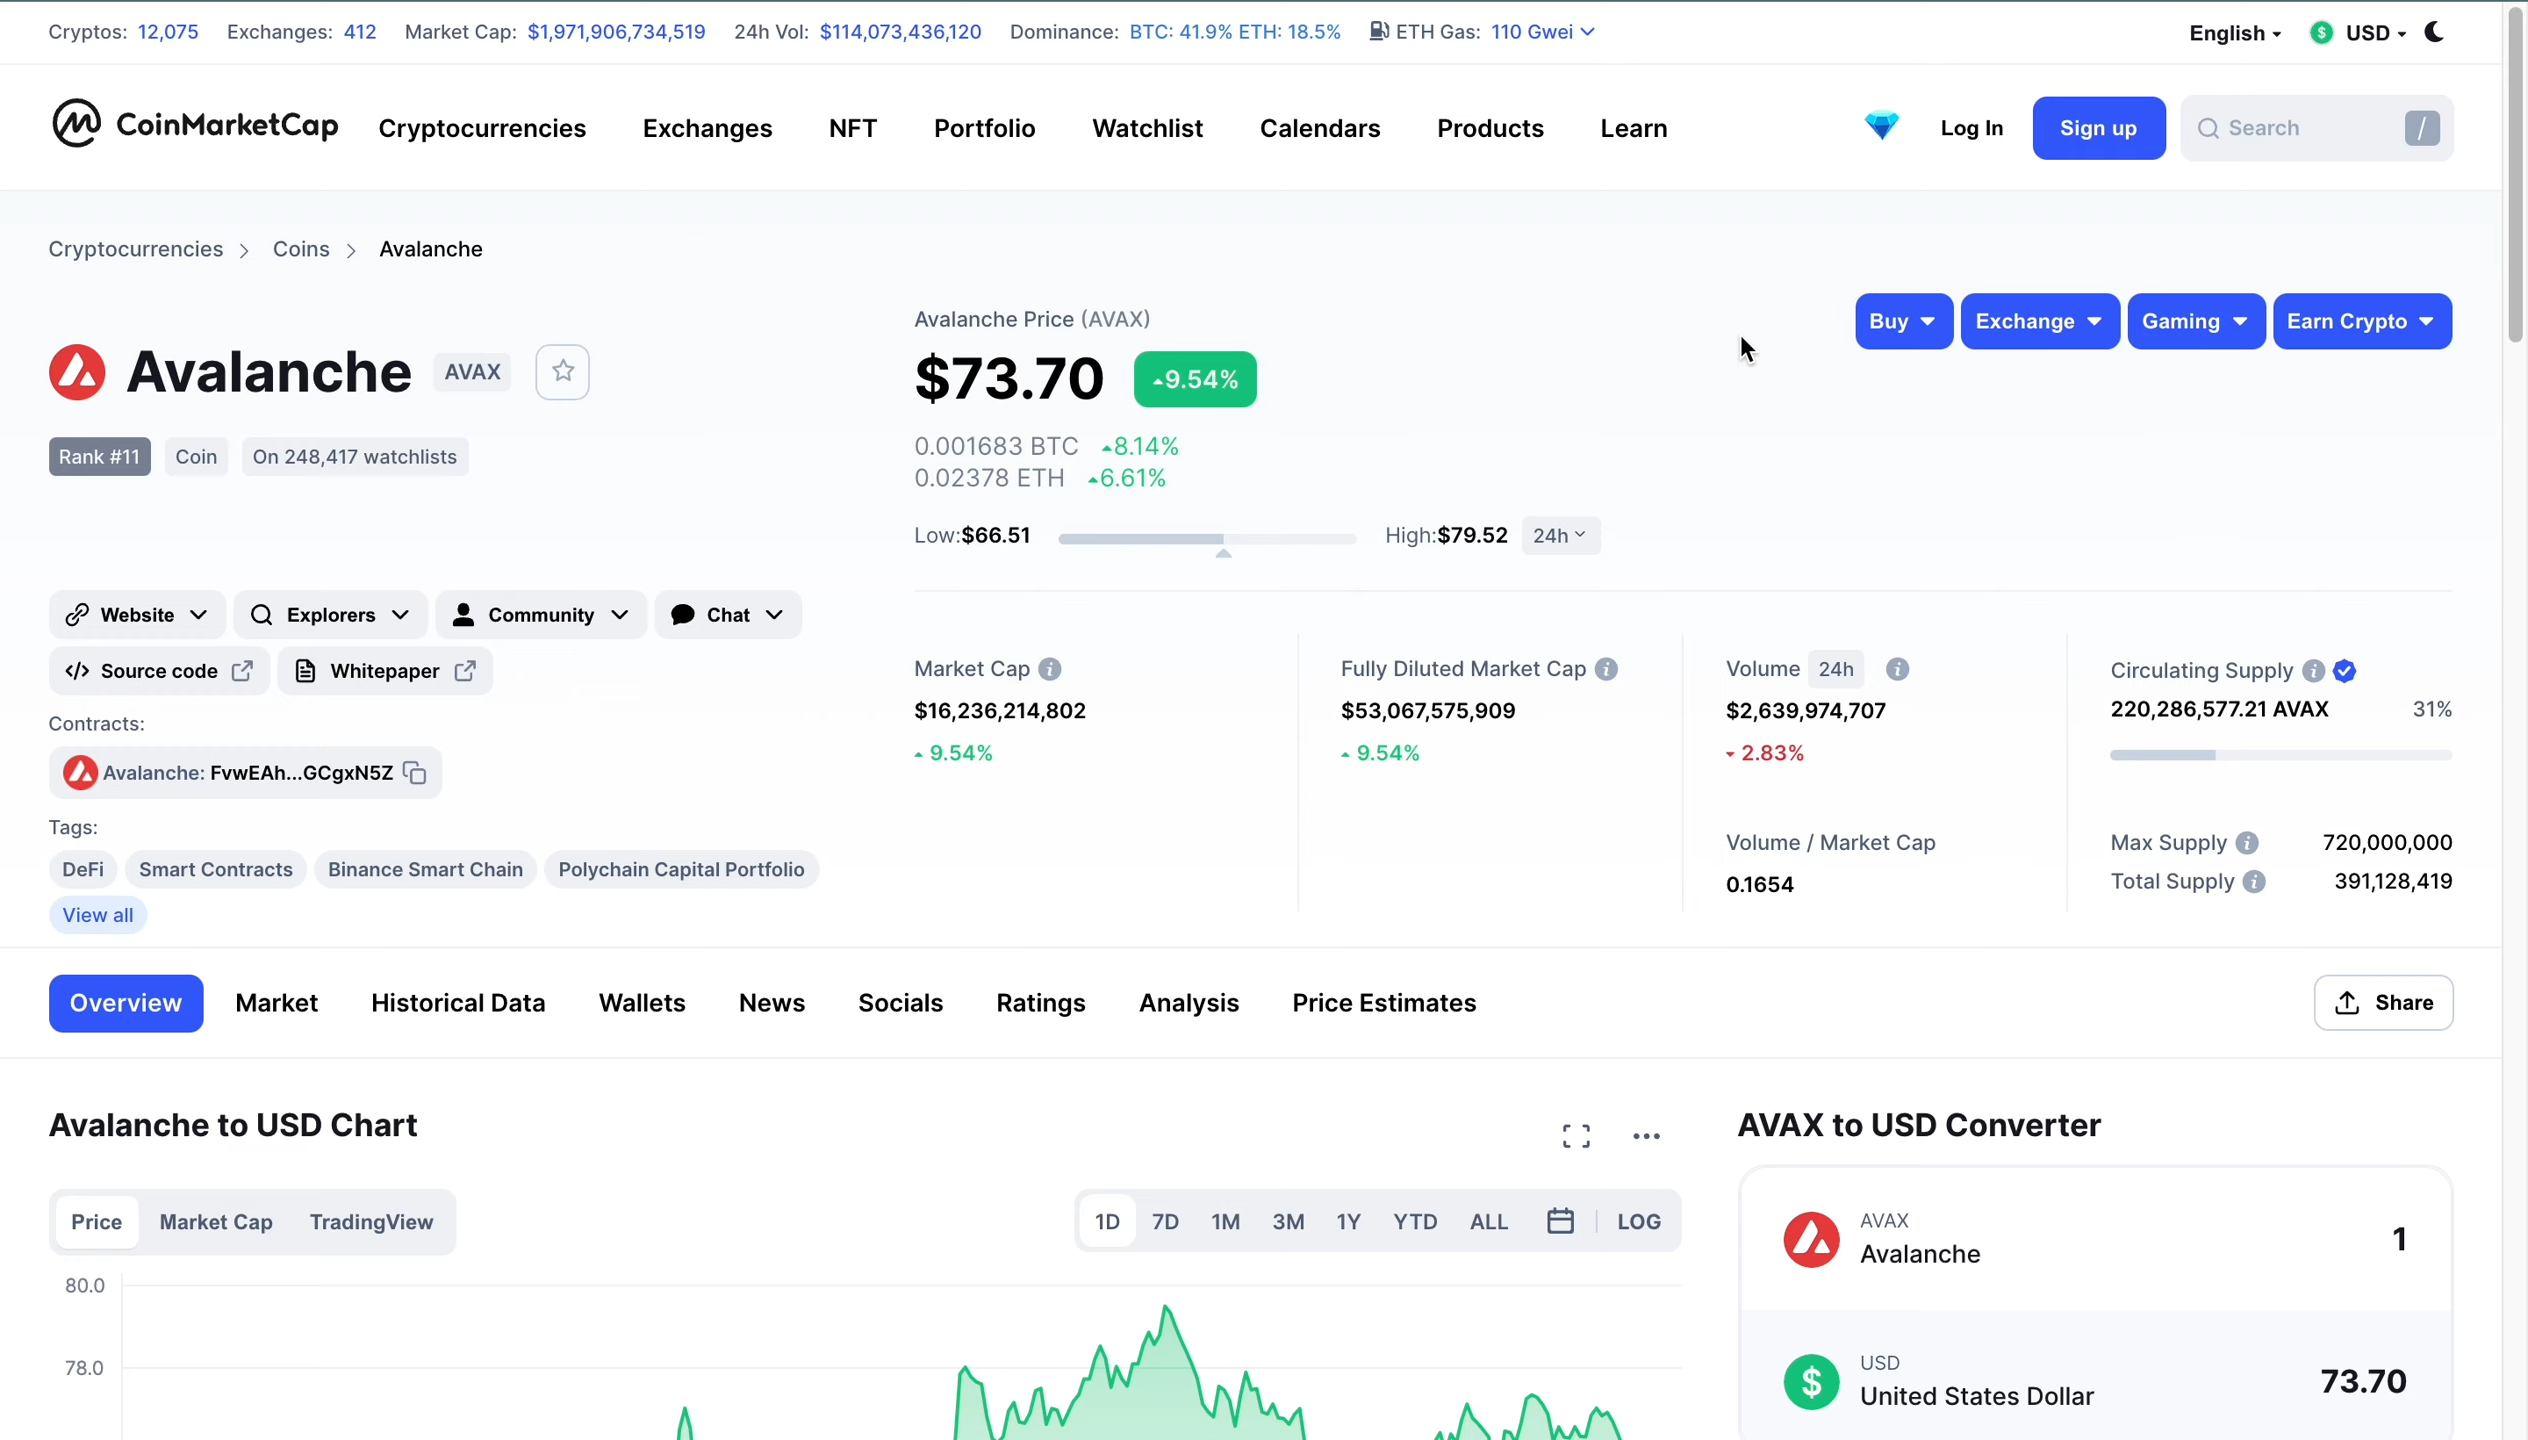 Cryptos: 12,075 Exchanges: 412 Market Cap: $1,971,906,734,519 24h Vol: $114,073,436,120 Dominance: BTC: 41.9% ETH: 18.5% ETH Gas: 110 Gwei English USD
CoinMarketCap Cryptocurrencies Exchanges NFT Portfolio Watchlist Calendars Products Learn Log In Sign up Search /
Cryptocurrencies > Coins > Avalanche
Avalanche AVAX
Rank #11 Coin On 248,417 watchlists
Website Explorers Community Chat
Source code Whitepaper
Contracts:
Avalanche: FvwEAh...GCgxN5Z
Tags:
DeFi Smart Contracts Binance Smart Chain Polychain Capital Portfolio
View all
Avalanche Price (AVAX)
$73.70 9.54%
0.001683 BTC 8.14%
0.02378 ETH 6.61%
Low:$66.51 High:$79.52 24h
Buy Exchange Gaming Earn Crypto
Market Cap
$16,236,214,802
9.54%
Fully Diluted Market Cap
$53,067,575,909
9.54%
Volume 24h
$2,639,974,707
2.83%
Volume / Market Cap
0.1654
Circulating Supply
220,286,577.21 AVAX 31%
Max Supply 720,000,000
Total Supply 391,128,419
Overview Market Historical Data Wallets News Socials Ratings Analysis Price Estimates Share
Avalanche to USD Chart
Price Market Cap TradingView 1D 7D 1M 3M 1Y YTD ALL LOG
80.0
78.0
AVAX to USD Converter
AVAX
Avalanche 1
USD
United States Dollar 73.70